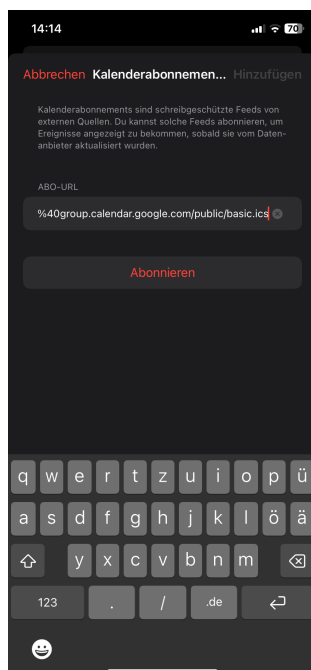 14:14
70
Abbrechen Kalenderabonnemen... Hinzufügen
Kalenderabonnements sind schreibgeschützte Feeds von
externen Quellen. Du kannst solche Feeds abonnieren, um
Ereignisse angezeigt zu bekommen, sobald sie vom Daten-
anbieter aktualisiert wurden.
ABO-URL
%40group.calendar.google.com/public/basic.ics
Abonnieren
q w e r t z u i o p ü
a s d f g h j k l ö ä
y x c v b n m
123 . / .de